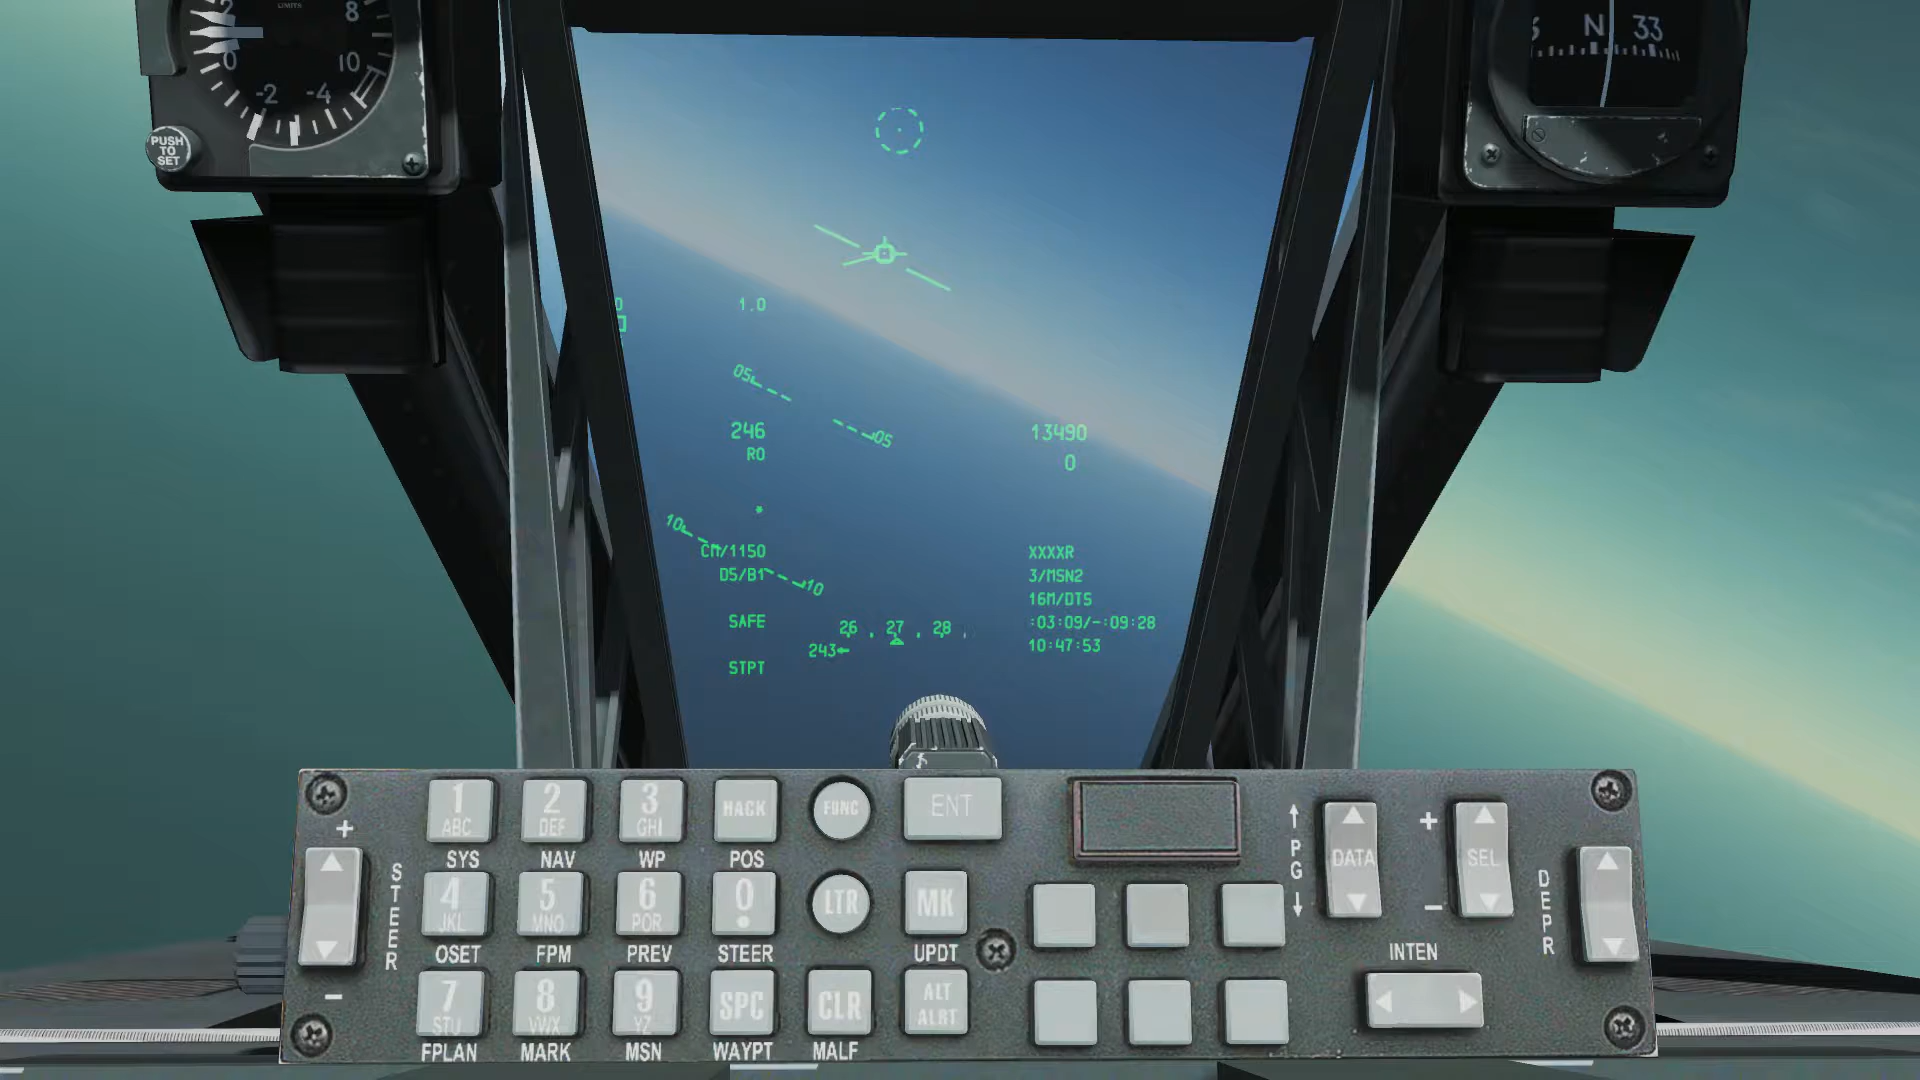 LIMITS
8
0
10
-2
-4
PUSH
TO
SET
N 33
1.0
05
05
246
RO
13490
0
10
10
CM/1150
D5/B1
SAFE
STPT
XXXXR
3/MSN2
16M/DTS
:03:09/-:09:28
10:47:53
26 . 27 . 28 .
243
+
STEER
-
1 ABC
2 DEF
3 GHI
HACK
FUNC
ENT
SYS
NAV
WP
POS
4 JKL
5 MNO
6 PQR
0
LTR
MK
OSET
FPM
PREV
STEER
UPDT
7 STU
8 VWX
9 YZ
SPC
CLR
ALT
ALRT
FPLAN
MARK
MSN
WAYPT
MALF
PG
DATA
+
SEL
-
DEPR
INTEN